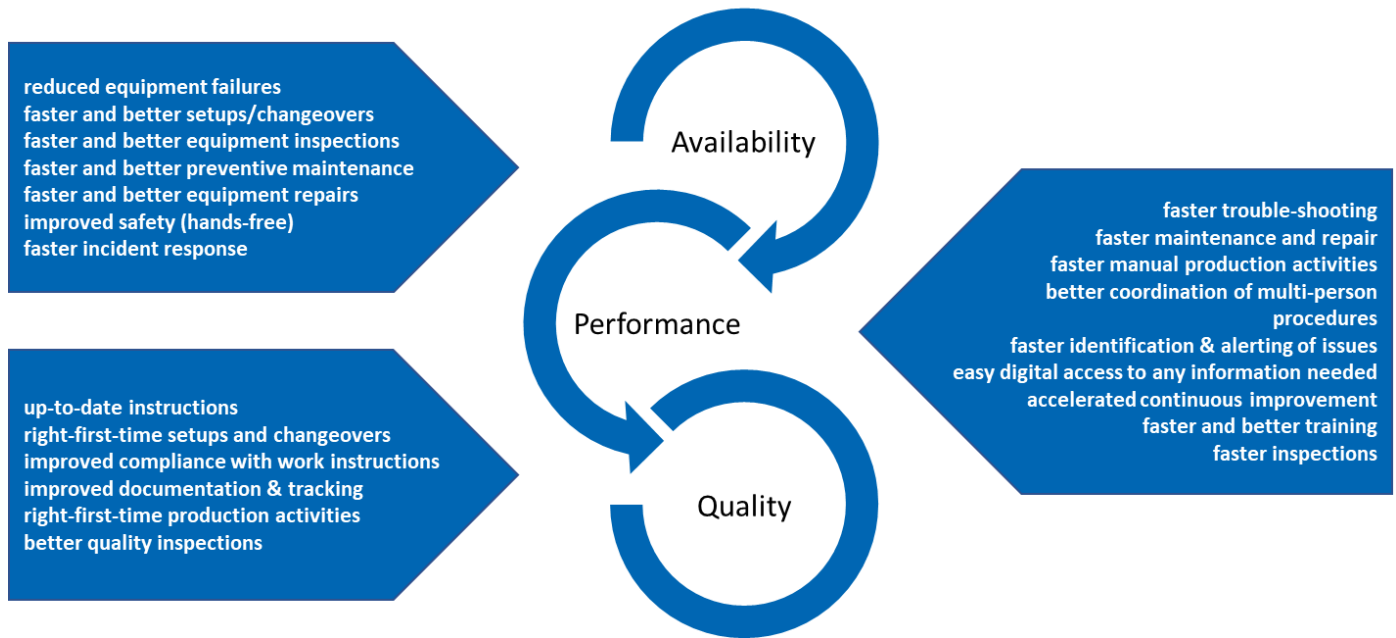 reduced equipment failures
faster and better setups/changeovers
faster and better equipment inspections
faster and better preventive maintenance
faster and better equipment repairs
improved safety (hands-free)
faster incident response
Availability
faster trouble-shooting
faster maintenance and repair
faster manual production activities
better coordination of multi-person
procedures
faster identification & alerting of issues
easy digital access to any information needed
accelerated continuous improvement
faster and better training
faster inspections
Performance
up-to-date instructions
right-first-time setups and changeovers
improved compliance with work instructions
improved documentation & tracking
right-first-time production activities
better quality inspections
Quality